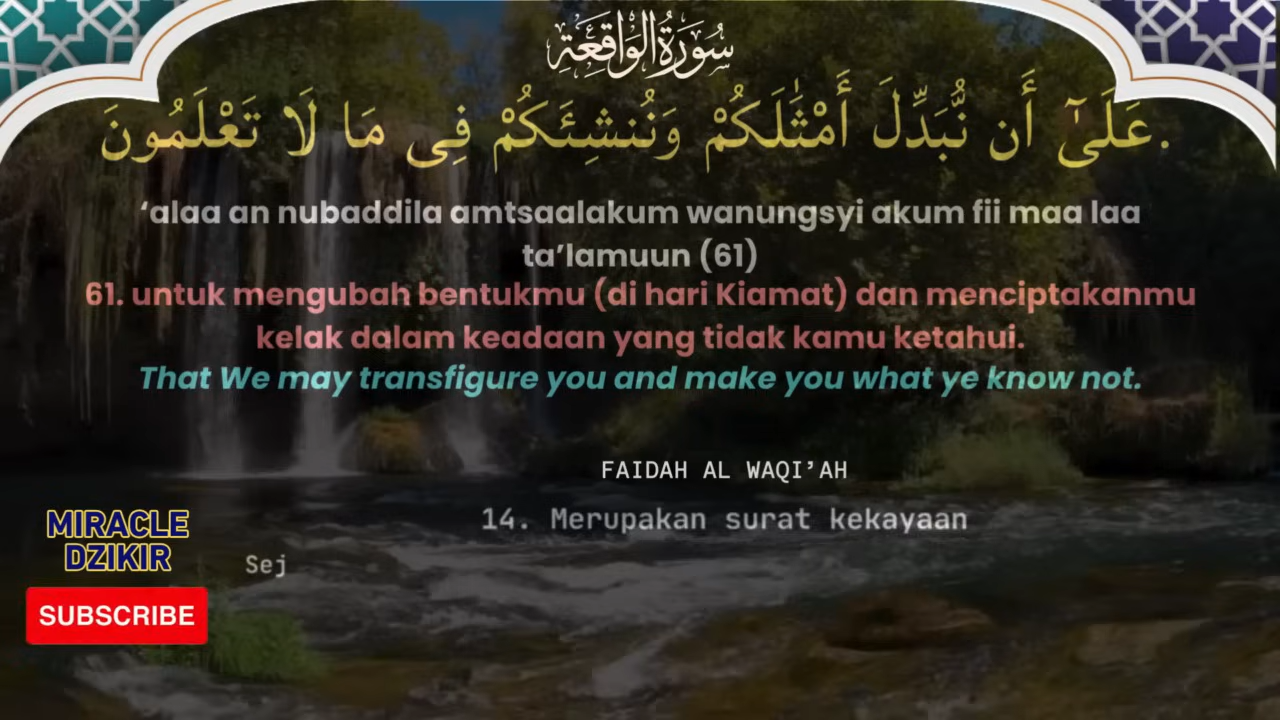 سُورَةُ الْوَاقِعَةِ
عَلَىٰٓ أَن نُّبَدِّلَ أَمْثَٰلَكُمْ وَنُنشِئَكُمْ فِى مَا لَا تَعْلَمُونَ.
‘alaa an nubaddila amtsaalakum wanungsyi akum fii maa laa
ta’lamuun (61)
61. untuk mengubah bentukmu (di hari Kiamat) dan menciptakanmu
kelak dalam keadaan yang tidak kamu ketahui.
That We may transfigure you and make you what ye know not.
FAIDAH AL WAQI’AH
14. Merupakan surat kekayaan
Sej
MIRACLE
DZIKIR
SUBSCRIBE